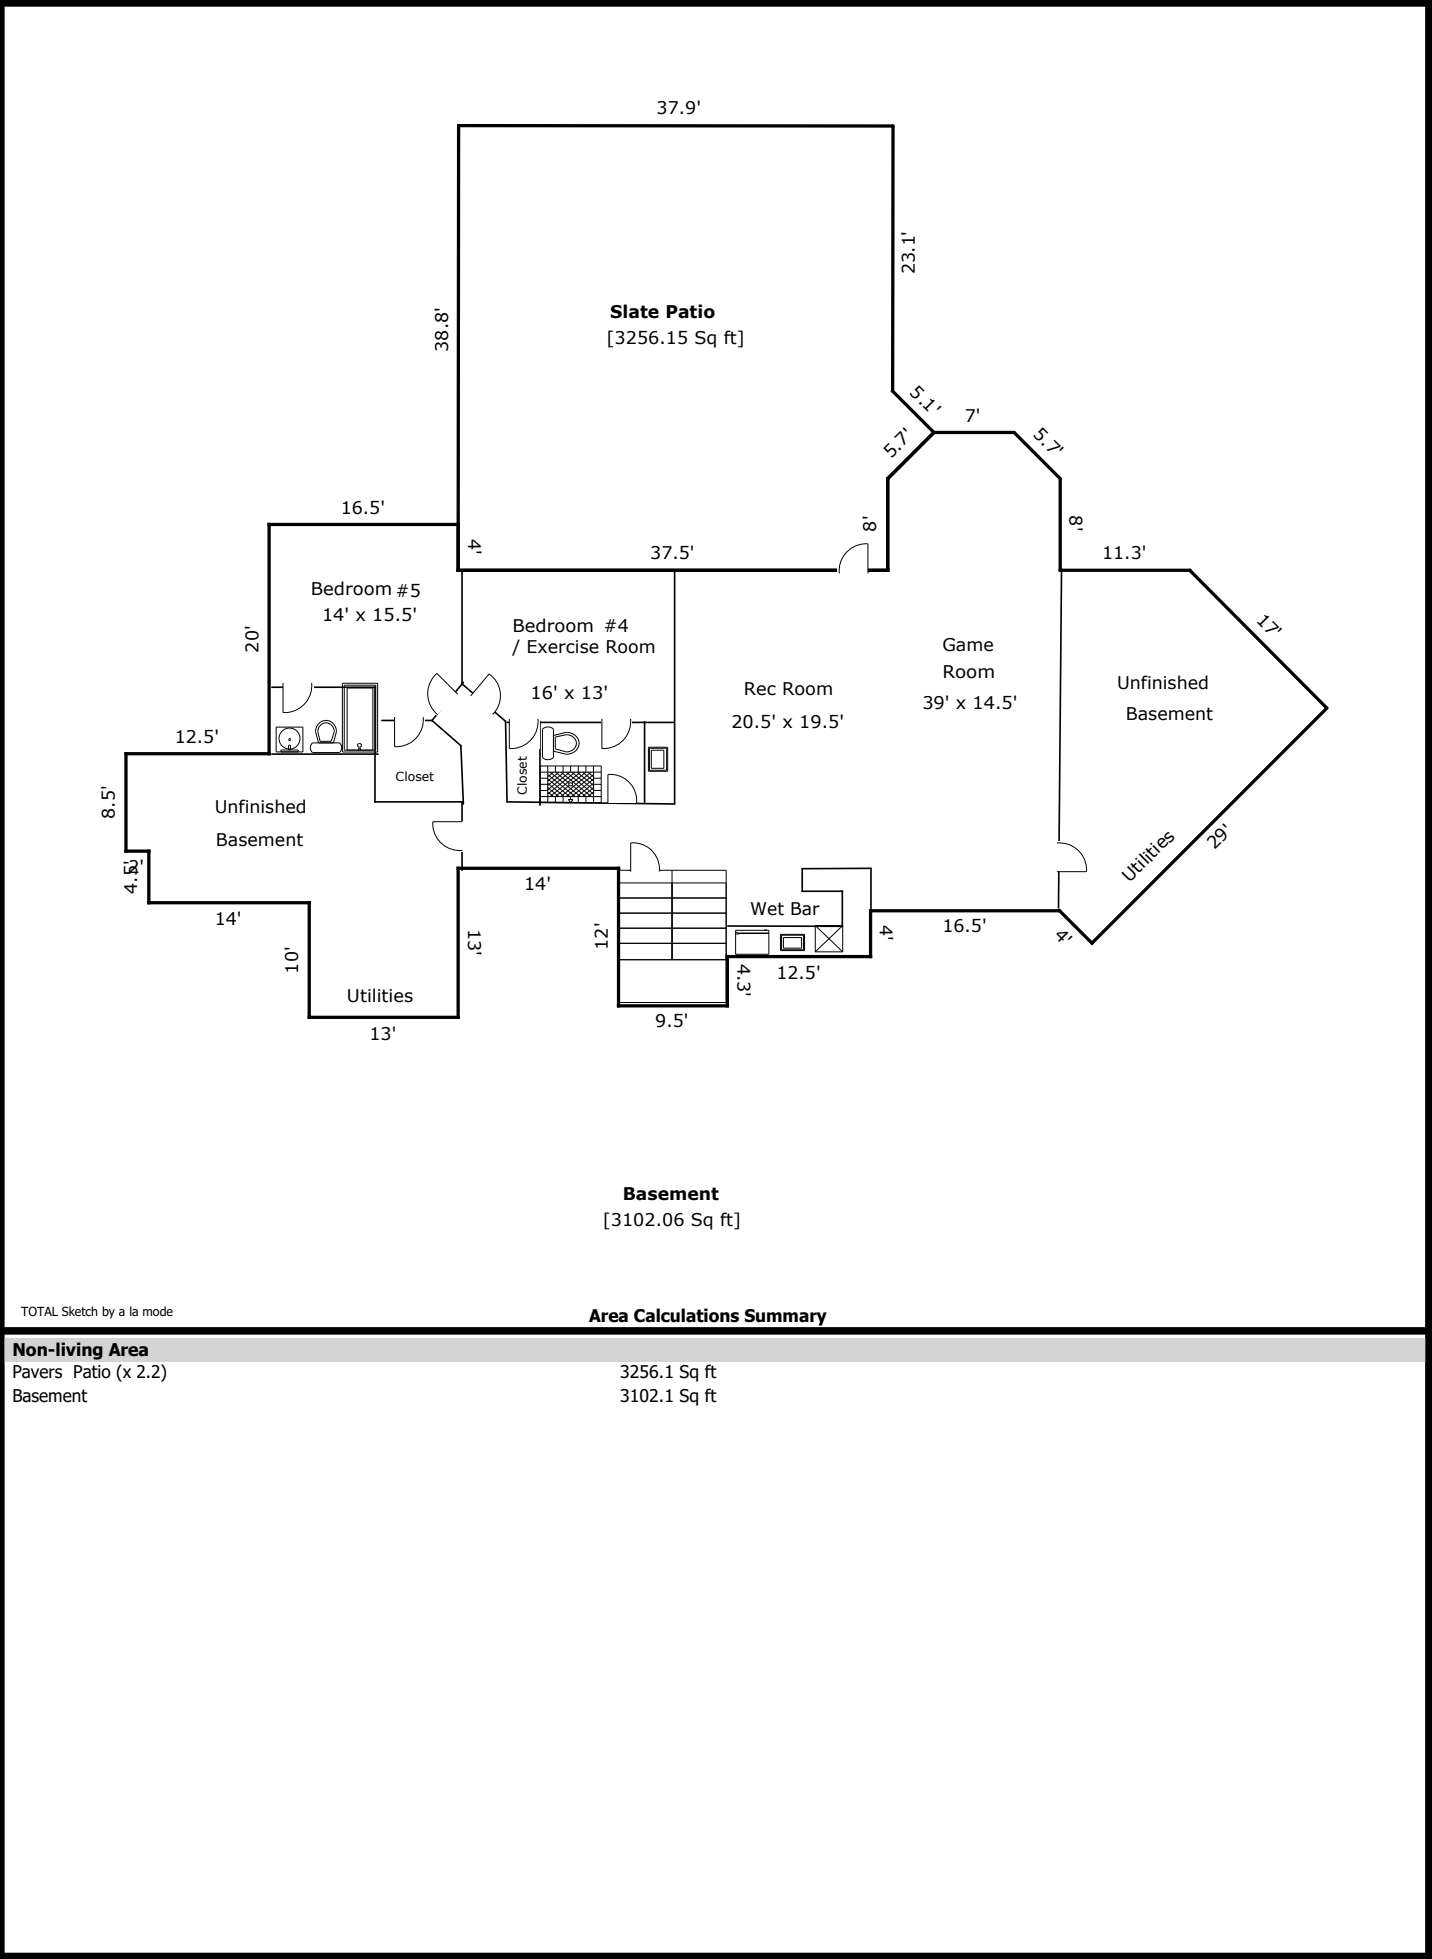 37.9'
23.1'
38.8'
Slate Patio
[3256.15 Sq ft]
5.1'
7'
5.7'
5.7'
16.5'
4'
37.5'
8'
8'
11.3'
Bedroom #5
14' x 15.5'
20'
Bedroom #4
/ Exercise Room
16' x 13'
Game
Room
39' x 14.5'
17'
Rec Room
20.5' x 19.5'
Unfinished
Basement
12.5'
Closet
Closet
8.5'
Unfinished
Basement
29'
Utilities
2'
4.5'
14'
14'
Wet Bar
16.5'
4'
4'
13'
12'
10'
12.5'
4.3'
Utilities
9.5'
13'
Basement
[3102.06 Sq ft]
TOTAL Sketch by a la mode
Area Calculations Summary
Non-living Area
Pavers Patio (x 2.2) 3256.1 Sq ft
Basement 3102.1 Sq ft